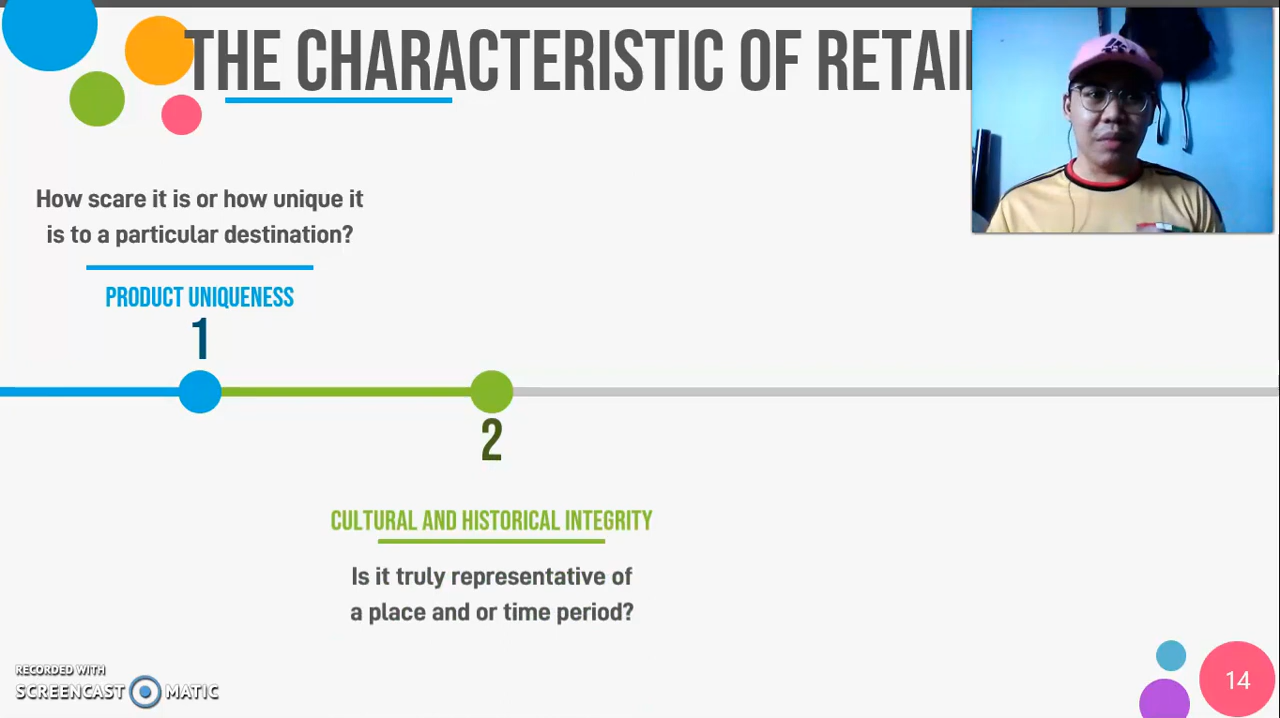 THE CHARACTERISTIC OF RETAI
How scare it is or how unique it
is to a particular destination?
PRODUCT UNIQUENESS
1
2
CULTURAL AND HISTORICAL INTEGRITY
Is it truly representative of
a place and or time period?
RECORDED WITH
SCREENCAST MATIC
14